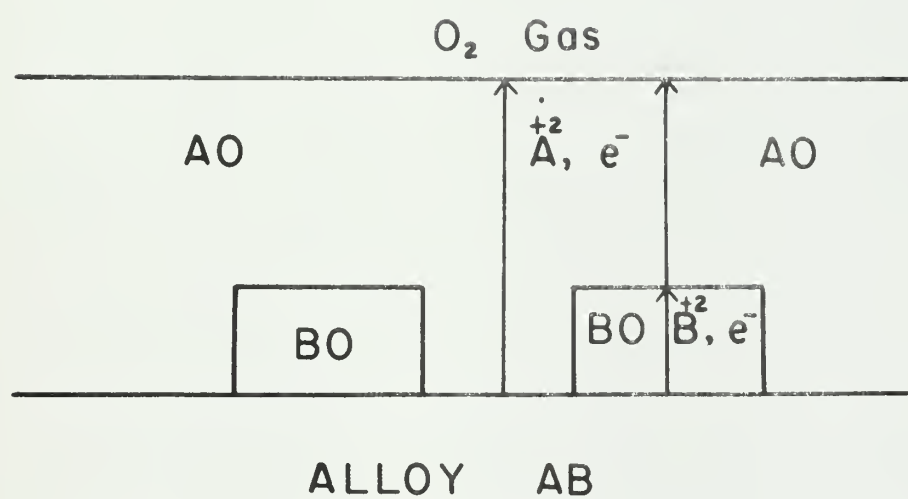 O₂ Gas
AO
A⁺², e⁻
AO
BO
BO
B⁺², e⁻
ALLOY AB